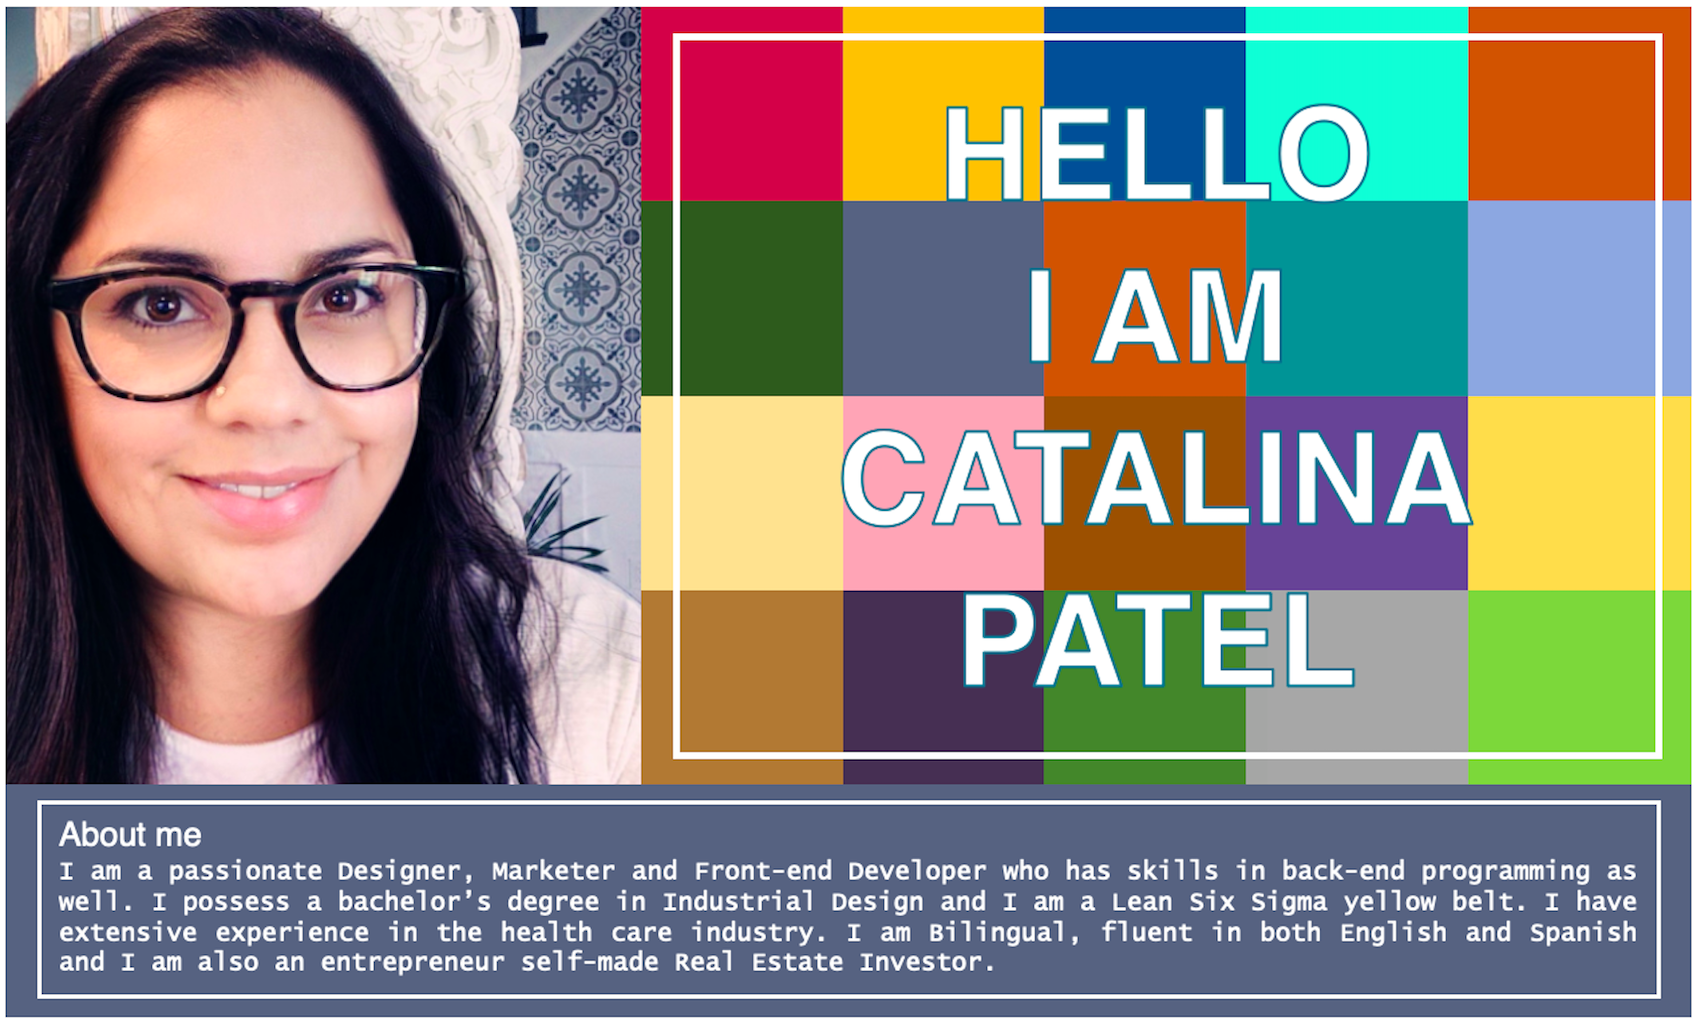 HELLO
I AM
CATALINA
PATEL
About me
I am a passionate Designer, Marketer and Front-end Developer who has skills in back-end programming as
well. I possess a bachelor’s degree in Industrial Design and I am a Lean Six Sigma yellow belt. I have
extensive experience in the health care industry. I am Bilingual, fluent in both English and Spanish
and I am also an entrepreneur self-made Real Estate Investor.